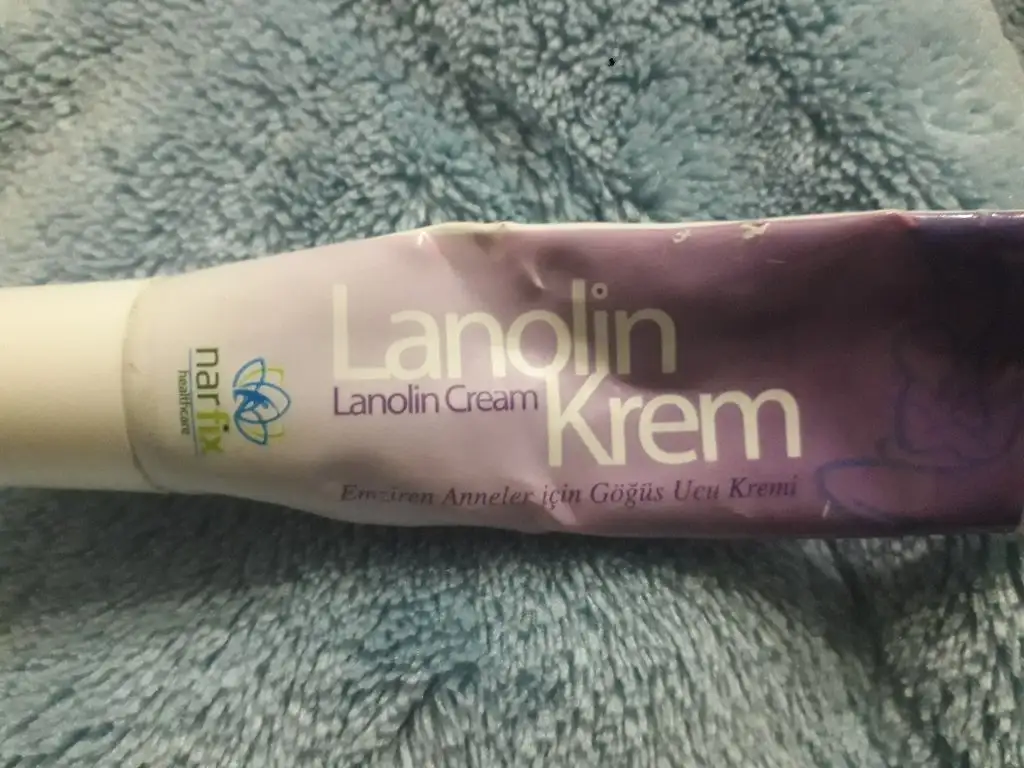 narfix
healthcare
Lanolin
Lanolin Cream
Krem
Emziren Anneler için Göğüs Ucu Kremi